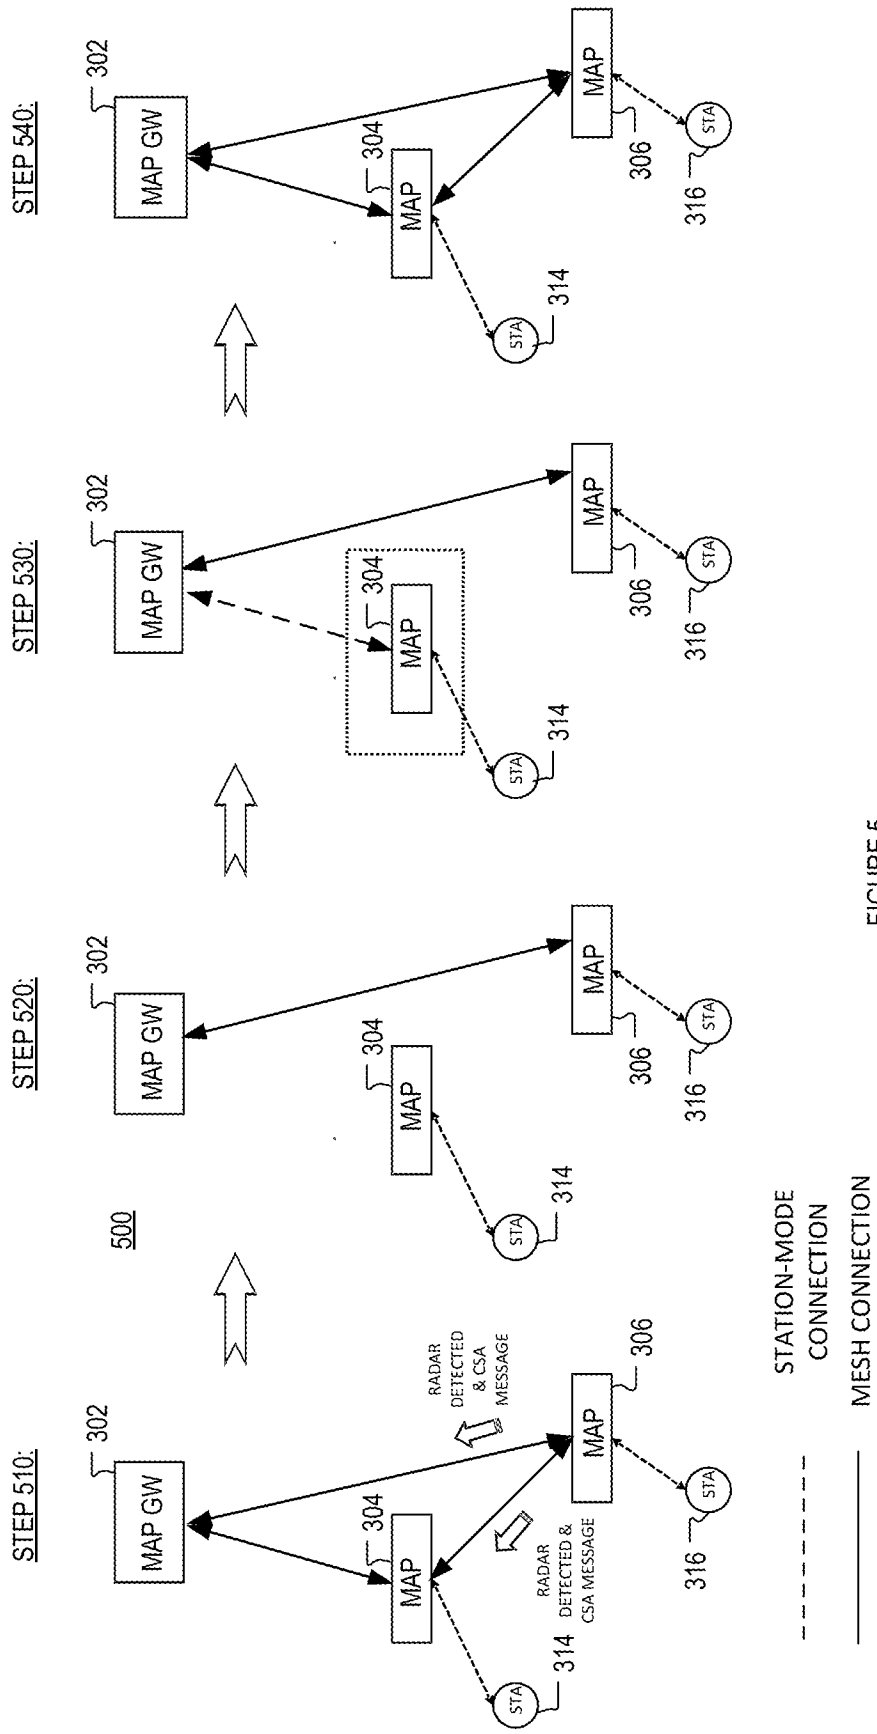 STEP 510:
302
MAP GW
304
MAP
RADAR
DETECTED
& CSA
MESSAGE
RADAR
DETECTED &
CSA MESSAGE
306
MAP
STA
314
STA
316
500
STEP 520:
302
MAP GW
304
MAP
STA
314
MAP
306
STA
316
STEP 530:
302
MAP GW
304
MAP
STA
314
MAP
306
STA
316
STEP 540:
302
MAP GW
304
MAP
STA
314
MAP
306
STA
316
STATION-MODE
CONNECTION
MESH CONNECTION
FIGURE 5